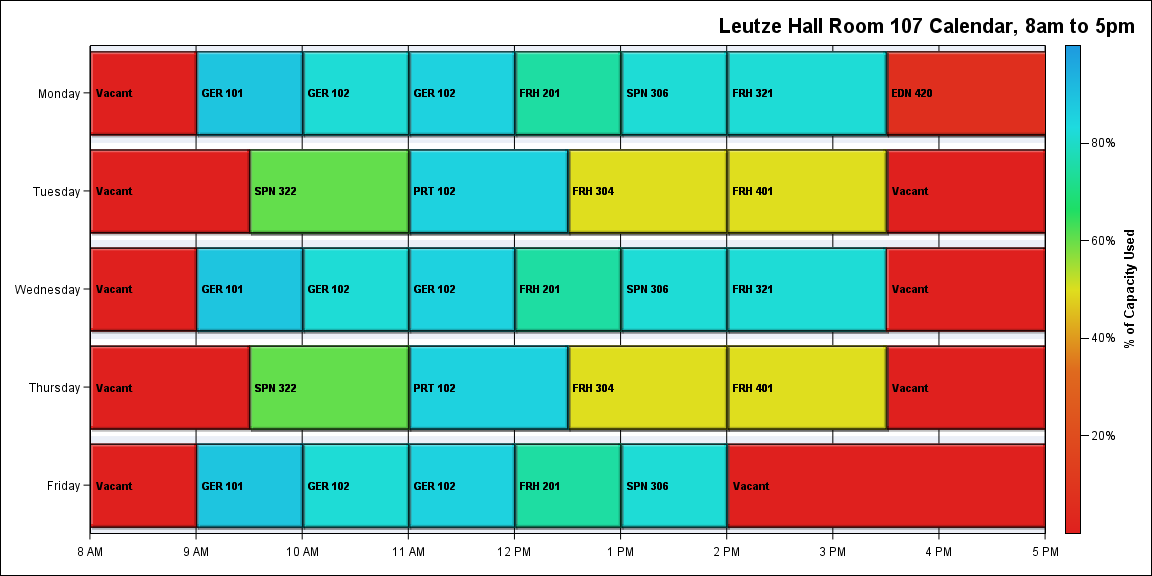 Leutze Hall Room 107 Calendar, 8am to 5pm
Monday
Vacant
GER 101
GER 102
GER 102
FRH 201
SPN 306
FRH 321
EDN 420
Tuesday
Vacant
SPN 322
PRT 102
FRH 304
FRH 401
Vacant
Wednesday
Vacant
GER 101
GER 102
GER 102
FRH 201
SPN 306
FRH 321
Vacant
Thursday
Vacant
SPN 322
PRT 102
FRH 304
FRH 401
Vacant
Friday
Vacant
GER 101
GER 102
GER 102
FRH 201
SPN 306
Vacant
8 AM
9 AM
10 AM
11 AM
12 PM
1 PM
2 PM
3 PM
4 PM
5 PM
80%
60%
40%
20%
% of Capacity Used